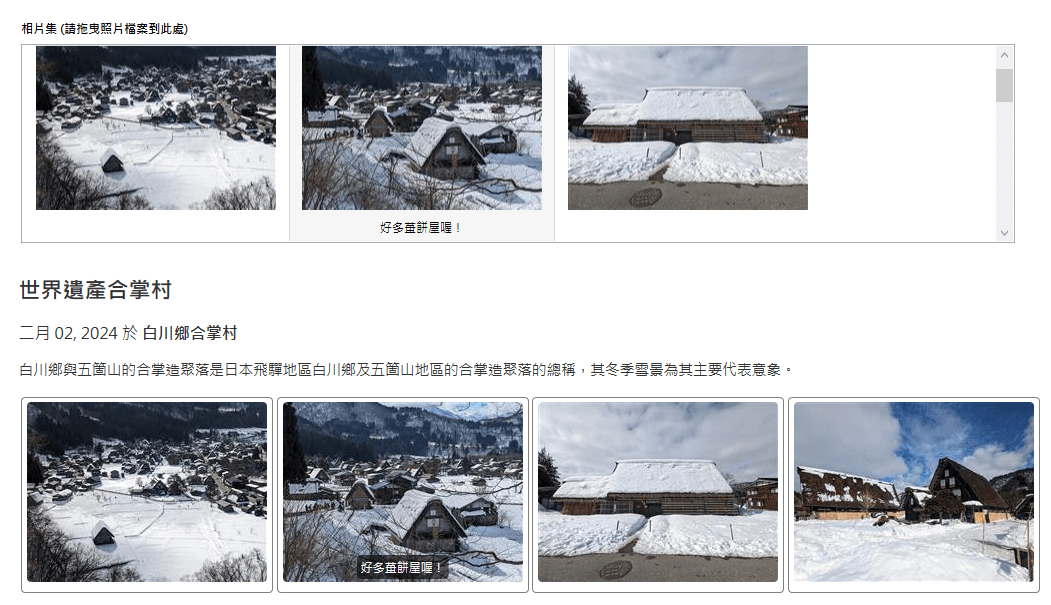 相片集 (請拖曳照片檔案到此處)
好多薑餅屋喔！
世界遺產合掌村
二月 02, 2024 於 白川鄉合掌村
白川鄉與五箇山的合掌造聚落是日本飛驒地區白川鄉及五箇山地區的合掌造聚落的總稱，其冬季雪景為其主要代表意象。
好多薑餅屋喔！